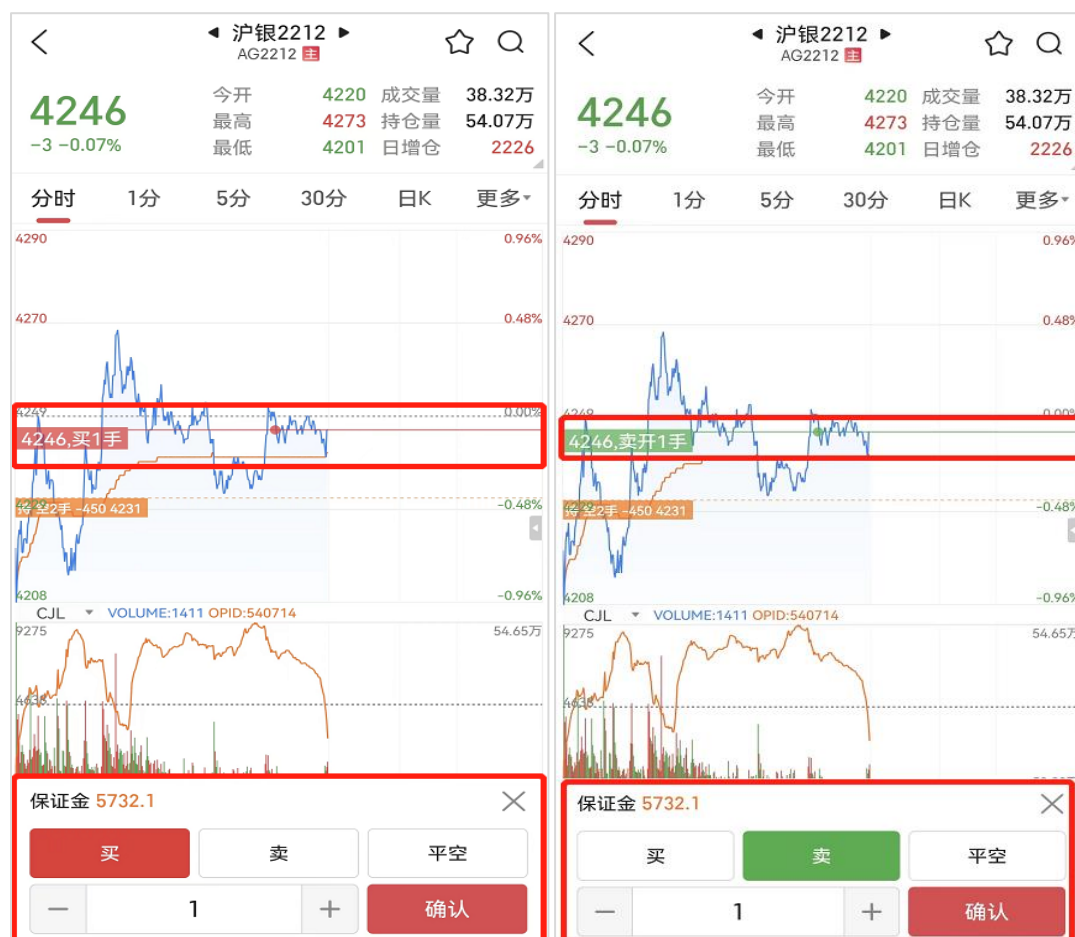 沪银2212
AG2212 主
4246
-3 -0.07%
今开 4220 成交量 38.32万
最高 4273 持仓量 54.07万
最低 4201 日增仓 2226
分时 1分 5分 30分 日K 更多
4290 0.96%
4270 0.48%
4249 0.00%
4246,买1手
持 空2手 -450 4231
4229 -0.48%
4208 -0.96%
CJL VOLUME:1411 OPID:540714
9275 54.65万
4638
保证金 5732.1
买 卖 平空
1 确认
沪银2212
AG2212 主
4246
-3 -0.07%
今开 4220 成交量 38.32万
最高 4273 持仓量 54.07万
最低 4201 日增仓 2226
分时 1分 5分 30分 日K 更多
4290 0.96%
4270 0.48%
0.00%
4246,卖开1手
持 空2手 -450 4231
4229 -0.48%
4208 -0.96%
CJL VOLUME:1411 OPID:540714
9275 54.65万
4638
保证金 5732.1
买 卖 平空
1 确认